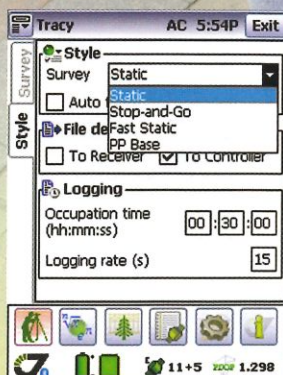 Tracy AC 5:54P Exit
Survey
Style
Style
Survey Static
Auto
Static
Stop-and-Go
Fast Static
PP Base
File de
To Receiver To Controller
Logging
Occupation time
(hh:mm:ss) 00 : 30 : 00
Logging rate (s) 15
11+5 PDOP 1.298